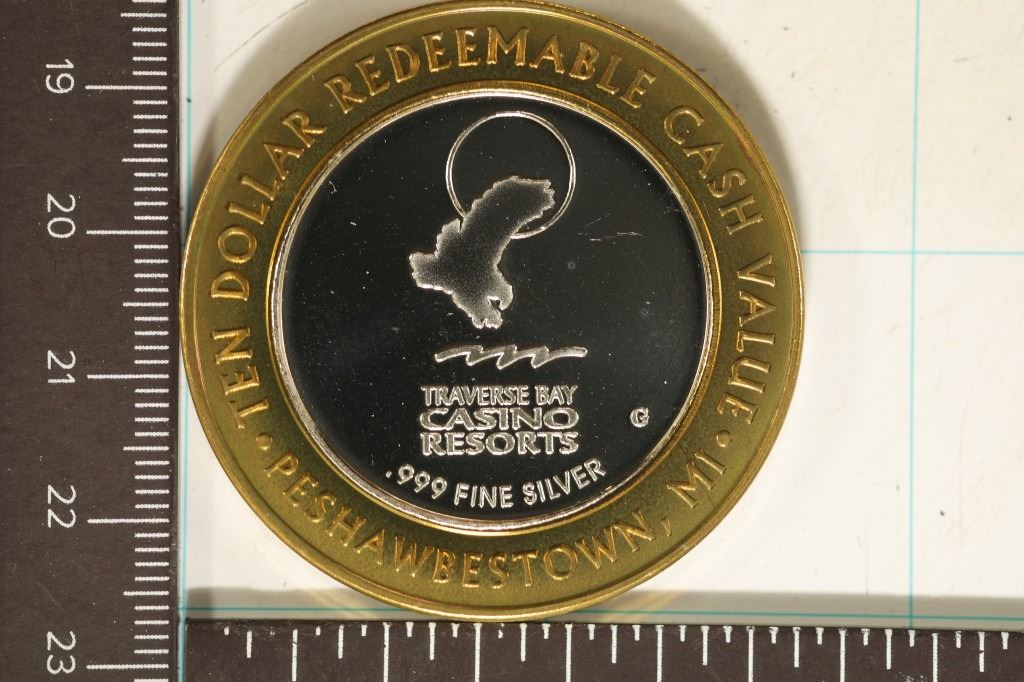 TEN DOLLAR REDEEMABLE CASH VALUE
TRAVERSE BAY
CASINO
RESORTS
G
.999 FINE SILVER
• PESHAWBESTOWN, MI •
19
20
21
22
23